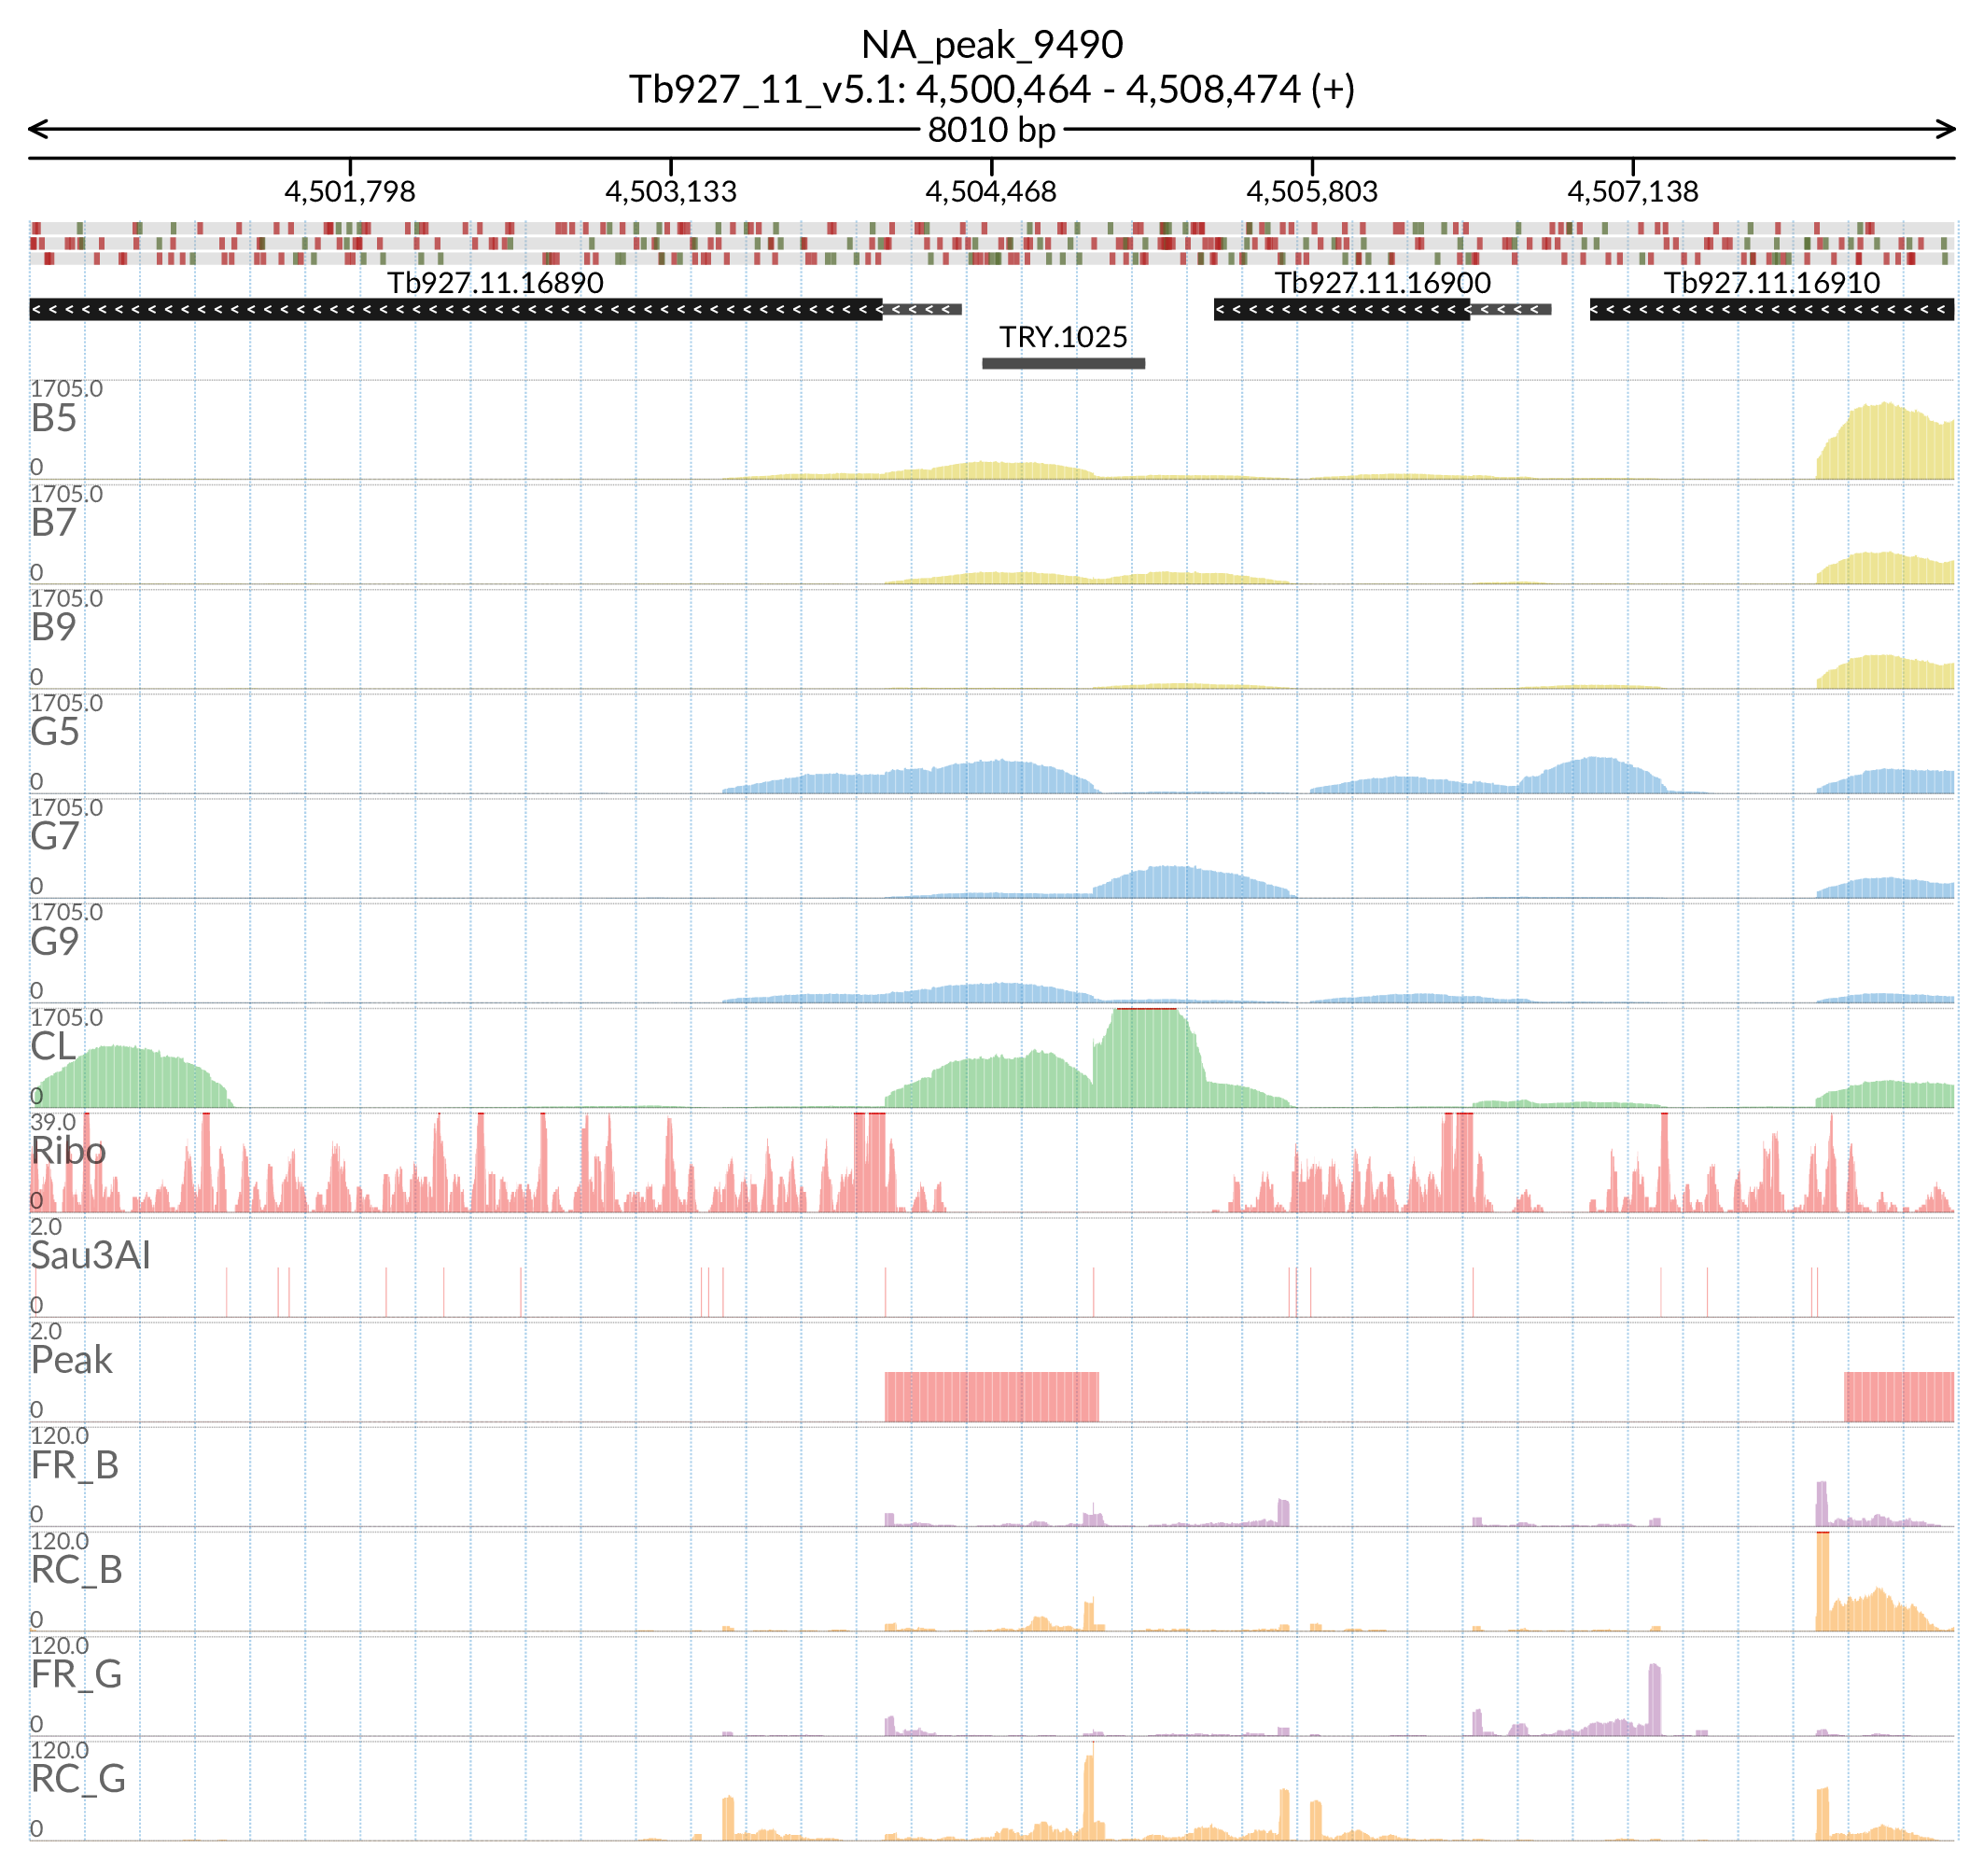 NA_peak_9490
Tb927_11_v5.1: 4,500,464 - 4,508,474 (+)
8010 bp
4,501,798 4,503,133 4,504,468 4,505,803 4,507,138
Tb927.11.16890 Tb927.11.16900 Tb927.11.16910
TRY.1025
1705.0
B5
0
1705.0
B7
0
1705.0
B9
0
1705.0
G5
0
1705.0
G7
0
1705.0
G9
0
1705.0
CL
0
39.0
Ribo
0
2.0
Sau3AI
0
2.0
Peak
0
120.0
FR_B
0
120.0
RC_B
0
120.0
FR_G
0
120.0
RC_G
0